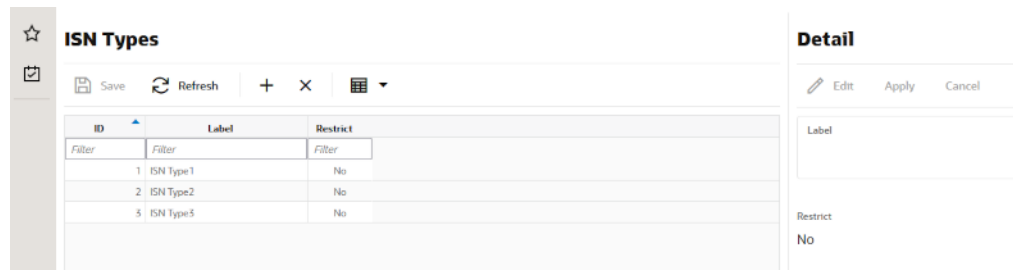 ISN Types
Save Refresh
ID Label Restrict
Filter Filter Filter
1 ISN Type1 No
2 ISN Type2 No
3 ISN Type3 No
Detail
Edit Apply Cancel
Label
Restrict
No